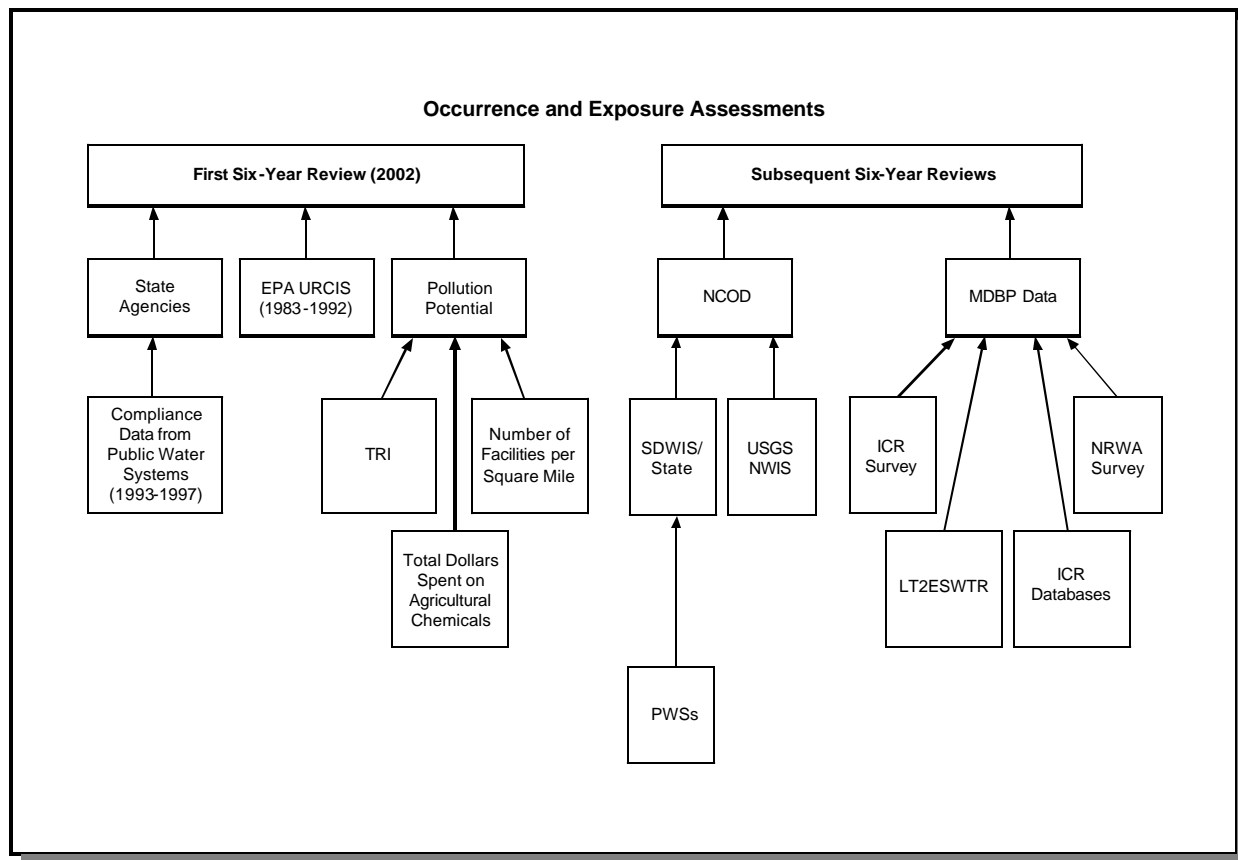 Occurrence and Exposure Assessments
First Six-Year Review (2002)
Subsequent Six-Year Reviews
State
Agencies
EPA URCIS
(1983-1992)
Pollution
Potential
NCOD
MDBP Data
Compliance
Data from
Public Water
Systems
(1993-1997)
TRI
Number of
Facilities per
Square Mile
SDWIS/
State
USGS
NWIS
ICR
Survey
NRWA
Survey
Total Dollars
Spent on
Agricultural
Chemicals
LT2ESWTR
ICR
Databases
PWSs